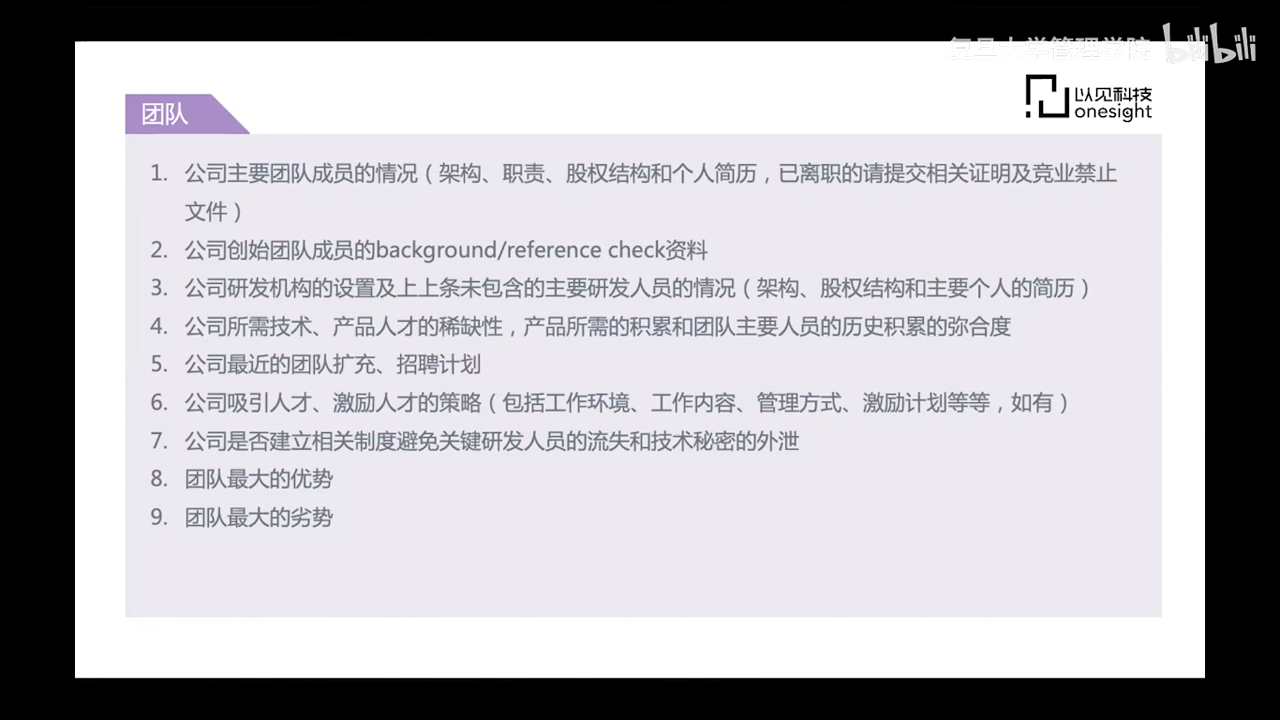 复旦大学管理学院 bilibili
以见科技
onesight
团队
1. 公司主要团队成员的情况（架构、职责、股权结构和个人简历，已离职的请提交相关证明及竞业禁止
文件）
2. 公司创始团队成员的background/reference check资料
3. 公司研发机构的设置及上上条未包含的主要研发人员的情况（架构、股权结构和主要个人的简历）
4. 公司所需技术、产品人才的稀缺性，产品所需的积累和团队主要人员的历史积累的弥合度
5. 公司最近的团队扩充、招聘计划
6. 公司吸引人才、激励人才的策略（包括工作环境、工作内容、管理方式、激励计划等等，如有）
7. 公司是否建立相关制度避免关键研发人员的流失和技术秘密的外泄
8. 团队最大的优势
9. 团队最大的劣势